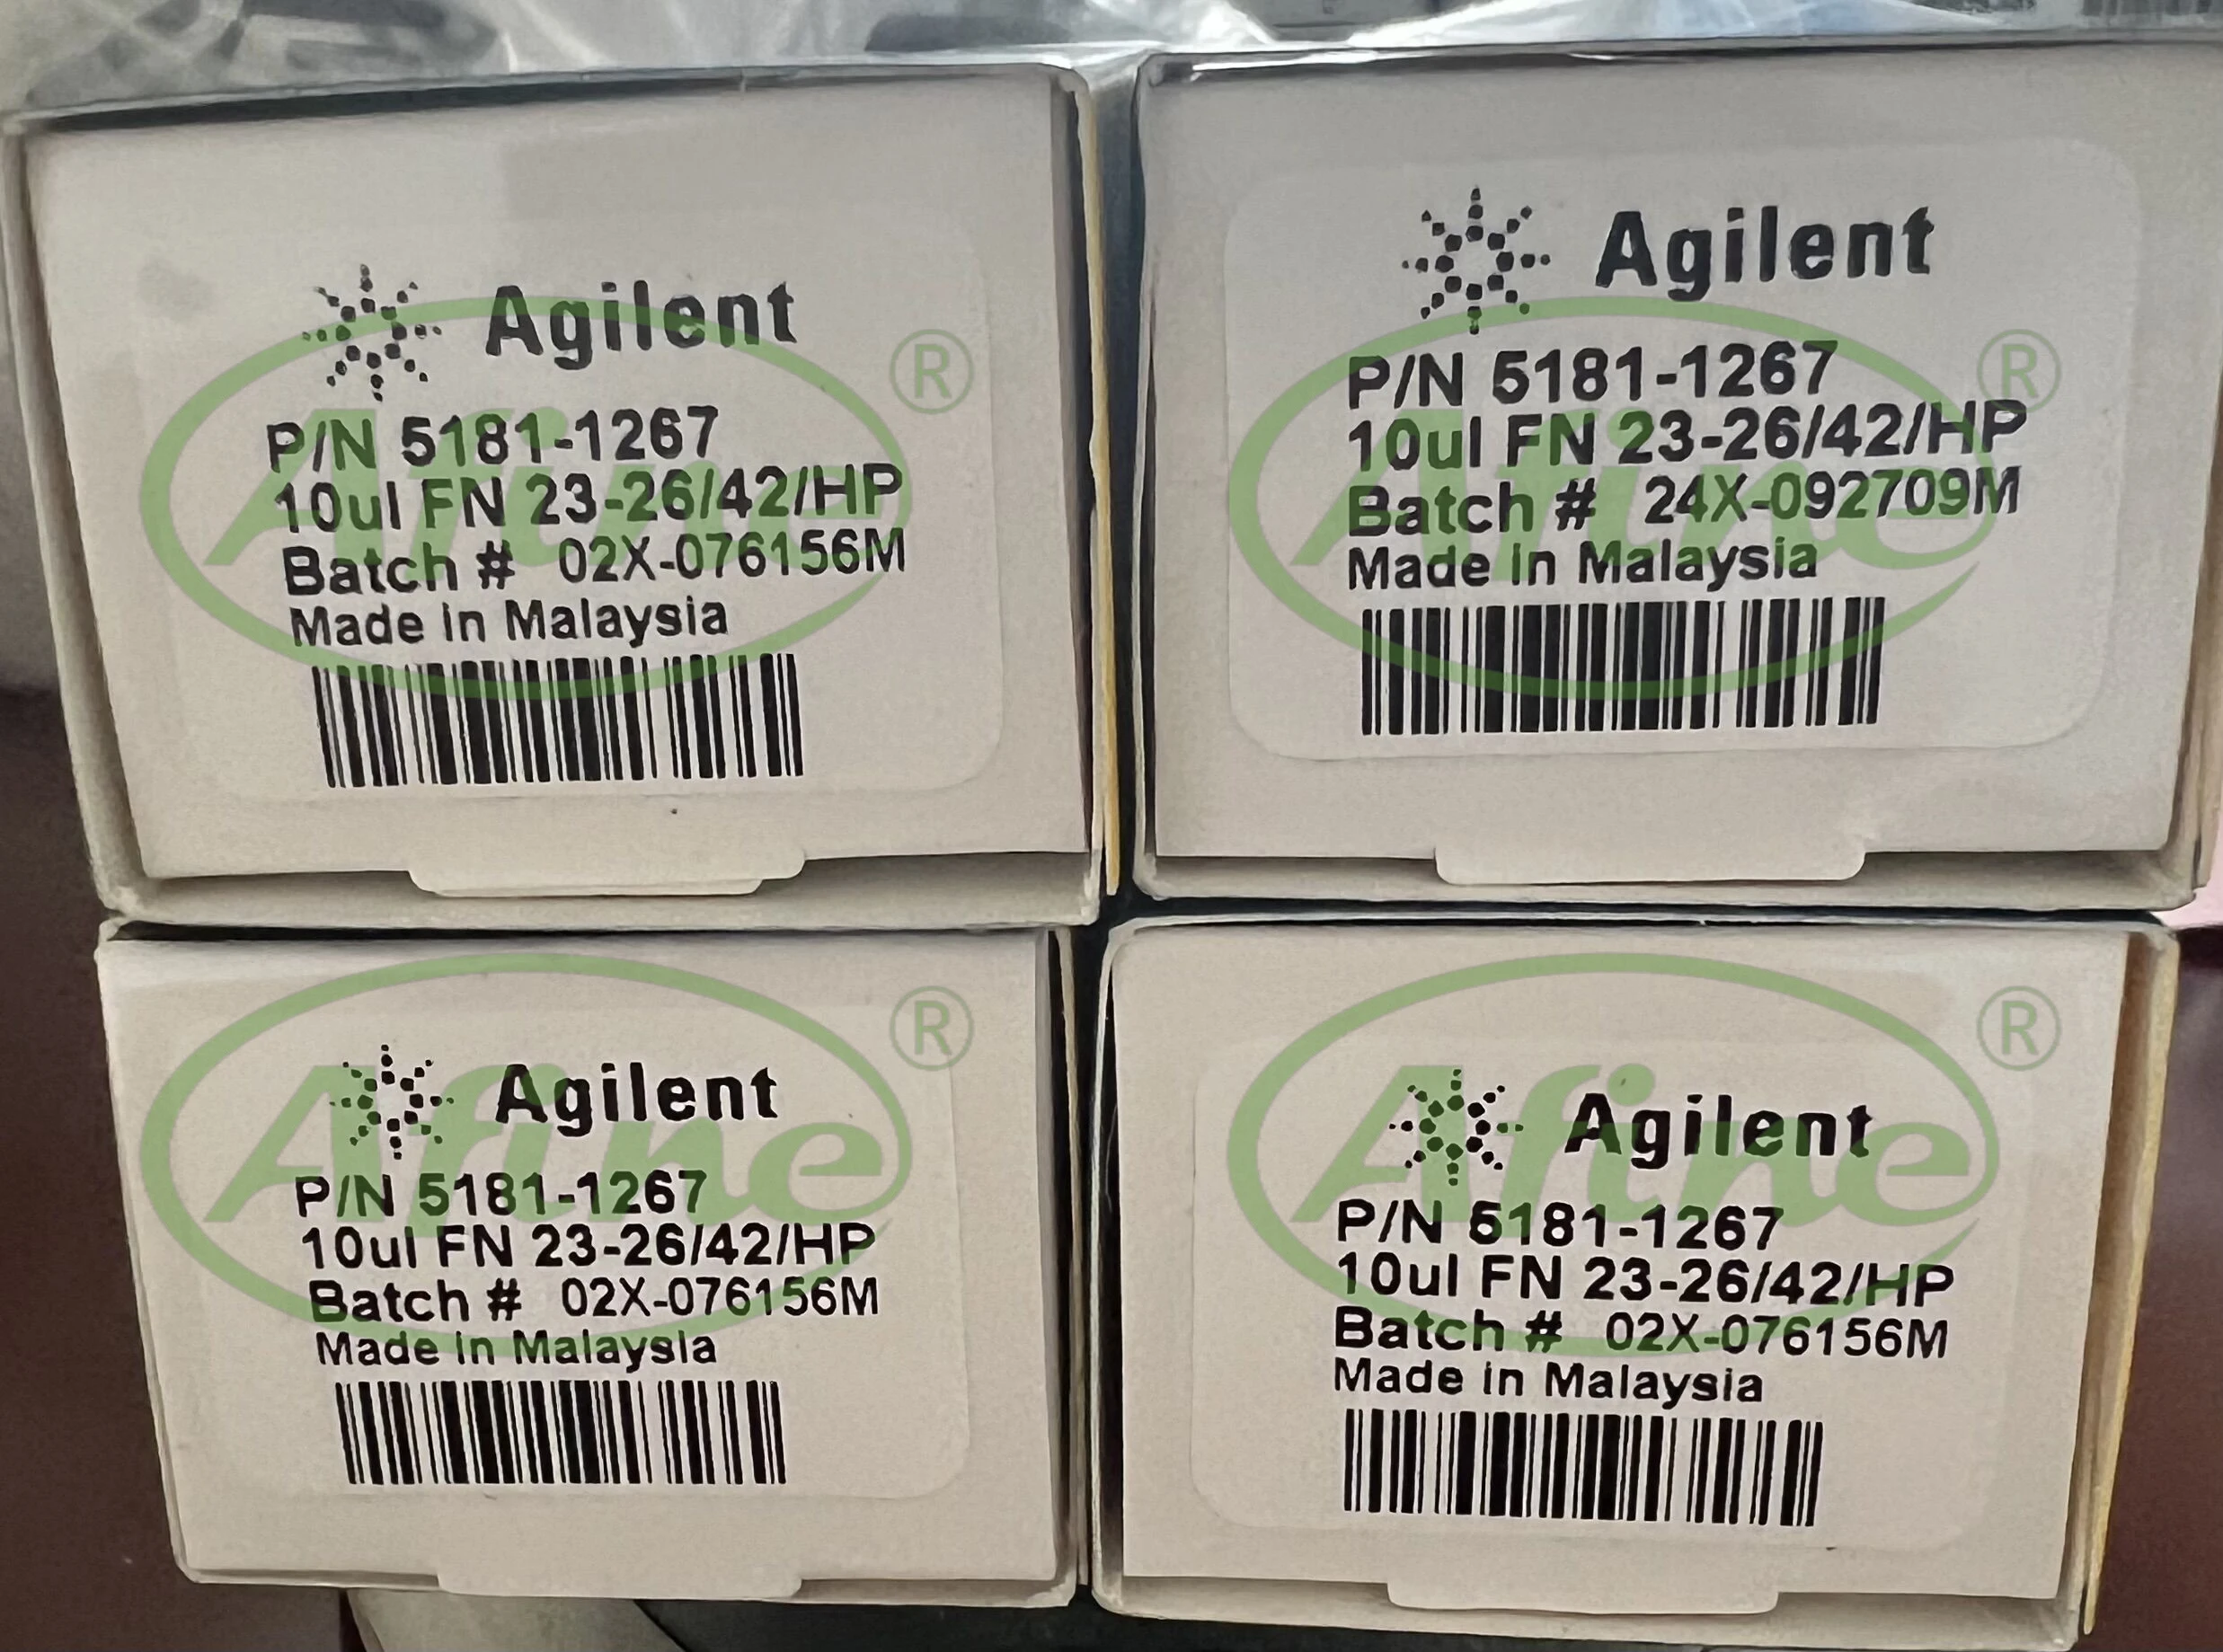 Agilent
P/N 5181-1267
10ul FN 23-26/42/HP
Batch # 02X-076156M
Made in Malaysia
Afine ®
Agilent
P/N 5181-1267
10ul FN 23-26/42/HP
Batch # 24X-092709M
Made in Malaysia
Afine ®
Agilent
P/N 5181-1267
10ul FN 23-26/42/HP
Batch # 02X-076156M
Made in Malaysia
Afine ®
Agilent
P/N 5181-1267
10ul FN 23-26/42/HP
Batch # 02X-076156M
Made in Malaysia
Afine ®